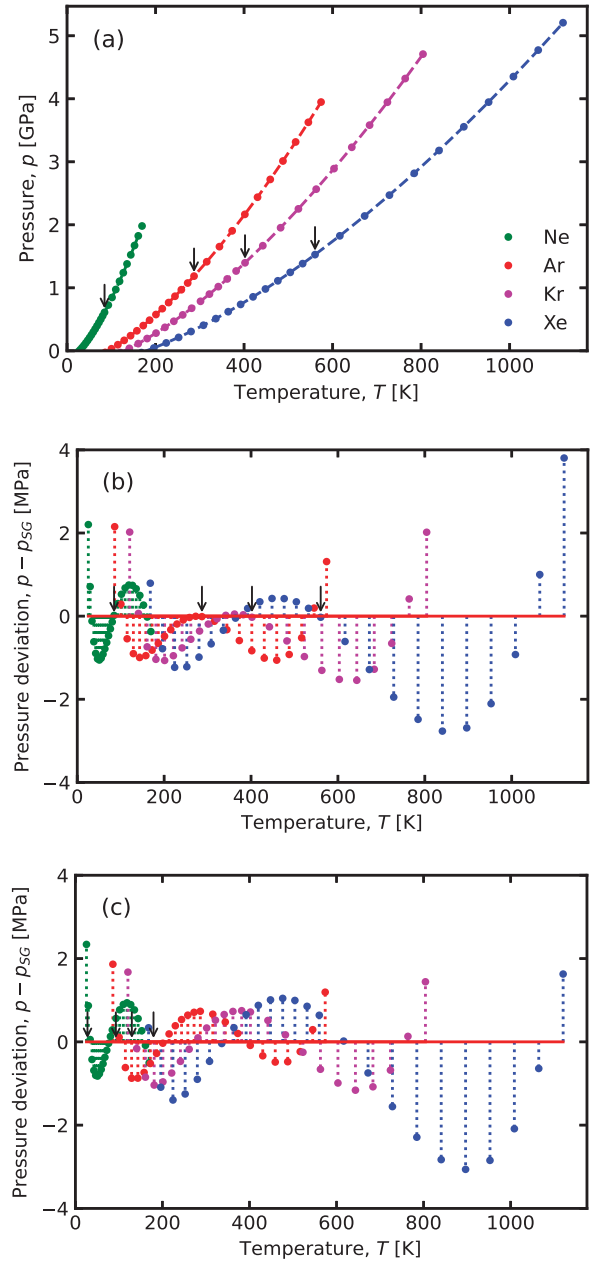 (a)
5
4
3
2
1
0
Pressure, p [GPa]
Ne
Ar
Kr
Xe
0 200 400 600 800 1000
Temperature, T [K]
(b)
4
2
0
−2
−4
Pressure deviation, p − pSG [MPa]
0 200 400 600 800 1000
Temperature, T [K]
(c)
4
2
0
−2
−4
Pressure deviation, p − pSG [MPa]
0 200 400 600 800 1000
Temperature, T [K]